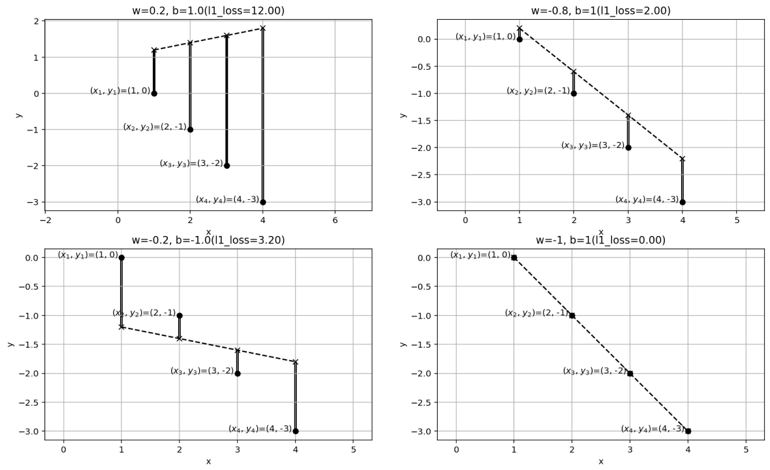 w=0.2, b=1.0(l1_loss=12.00)
2
1
0
−1
−2
−3
y
(x₁, y₁)=(1, 0)
(x₂, y₂)=(2, -1)
(x₃, y₃)=(3, -2)
(x₄, y₄)=(4, -3)
−2
0
2
4
6
x
w=-0.8, b=1(l1_loss=2.00)
0.0
−0.5
−1.0
−1.5
−2.0
−2.5
−3.0
y
(x₁, y₁)=(1, 0)
(x₂, y₂)=(2, -1)
(x₃, y₃)=(3, -2)
(x₄, y₄)=(4, -3)
0
1
2
3
4
5
x
w=-0.2, b=-1.0(l1_loss=3.20)
0.0
−0.5
−1.0
−1.5
−2.0
−2.5
−3.0
y
(x₁, y₁)=(1, 0)
(x₂, y₂)=(2, -1)
(x₃, y₃)=(3, -2)
(x₄, y₄)=(4, -3)
0
1
2
3
4
5
x
w=-1, b=1(l1_loss=0.00)
0.0
−0.5
−1.0
−1.5
−2.0
−2.5
−3.0
y
(x₁, y₁)=(1, 0)
(x₂, y₂)=(2, -1)
(x₃, y₃)=(3, -2)
(x₄, y₄)=(4, -3)
0
1
2
3
4
5
x